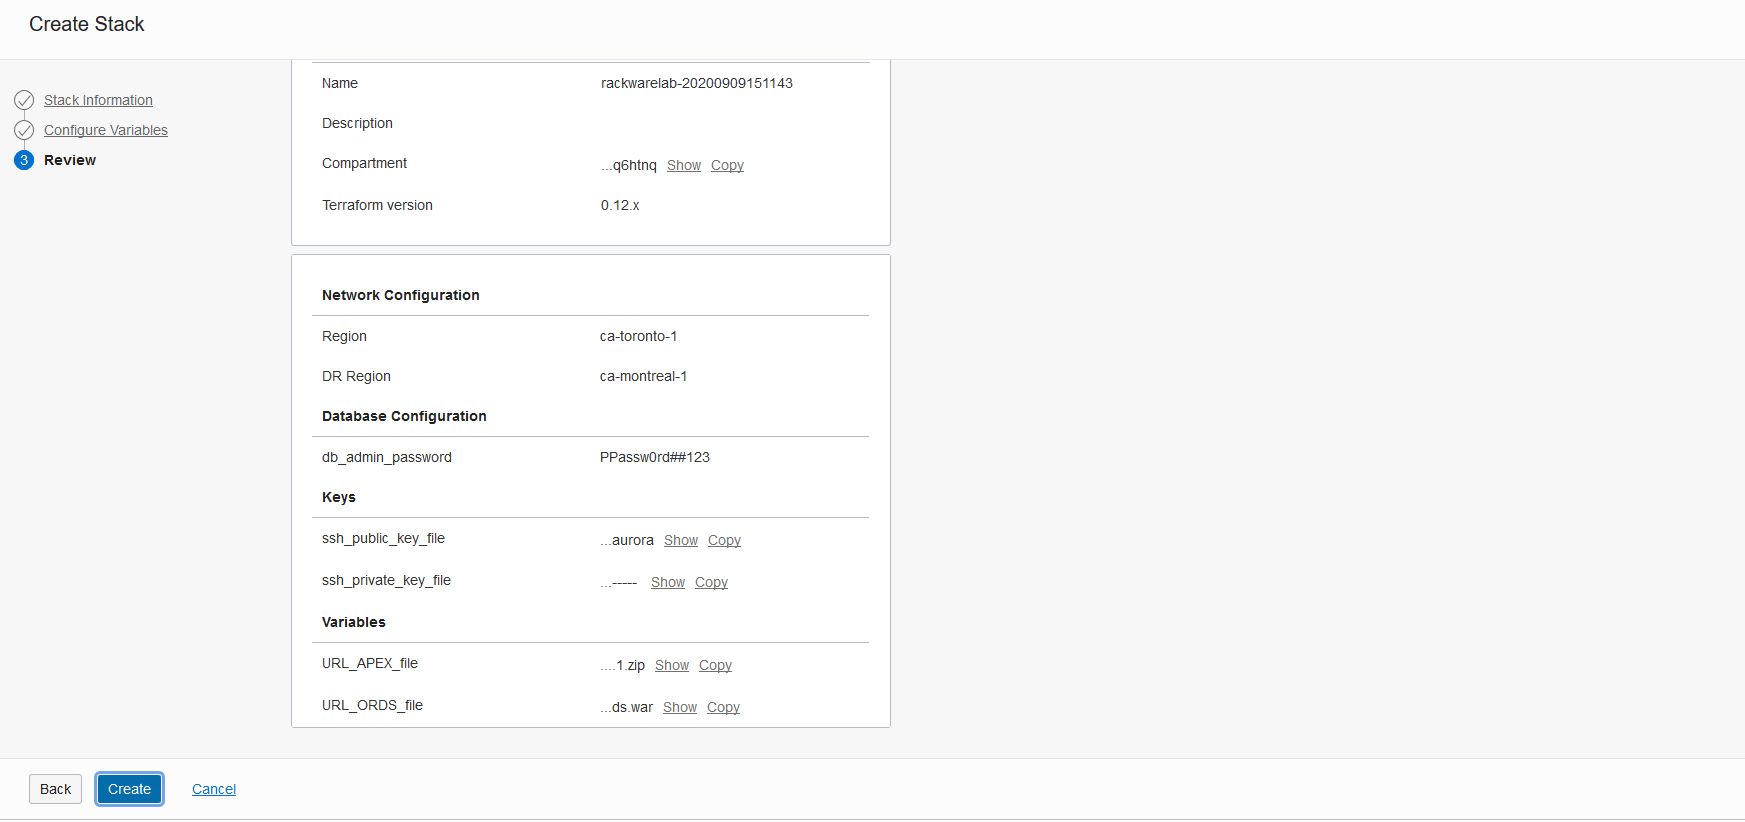 Create Stack
Stack Information
Configure Variables
3 Review
Name rackwarelab-20200909151143
Description
Compartment ...q6htnq Show Copy
Terraform version 0.12.x
Network Configuration
Region ca-toronto-1
DR Region ca-montreal-1
Database Configuration
db_admin_password PPassw0rd##123
Keys
ssh_public_key_file ...aurora Show Copy
ssh_private_key_file ...----- Show Copy
Variables
URL_APEX_file ....1.zip Show Copy
URL_ORDS_file ...ds.war Show Copy
Back Create Cancel